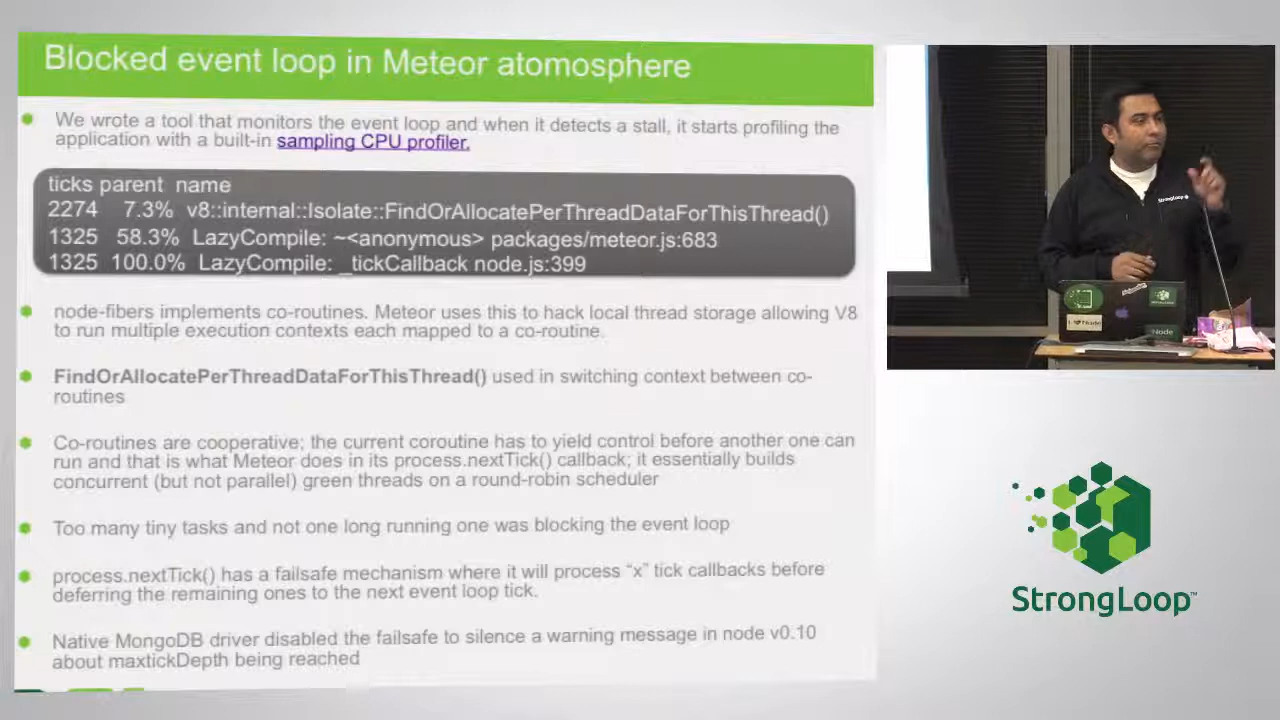 Blocked event loop in Meteor atomosphere
We wrote a tool that monitors the event loop and when it detects a stall, it starts profiling the
application with a built-in sampling CPU profiler.
ticks parent name
2274 7.3% v8::internal::Isolate::FindOrAllocatePerThreadDataForThisThread()
1325 58.3% LazyCompile: ~<anonymous> packages/meteor.js:683
1325 100.0% LazyCompile: _tickCallback node.js:399
node-fibers implements co-routines. Meteor uses this to hack local thread storage allowing V8
to run multiple execution contexts each mapped to a co-routine.
FindOrAllocatePerThreadDataForThisThread() used in switching context between co-
routines
Co-routines are cooperative; the current coroutine has to yield control before another one can
run and that is what Meteor does in its process.nextTick() callback; it essentially builds
concurrent (but not parallel) green threads on a round-robin scheduler
Too many tiny tasks and not one long running one was blocking the event loop
process.nextTick() has a failsafe mechanism where it will process “x” tick callbacks before
deferring the remaining ones to the next event loop tick.
Native MongoDB driver disabled the failsafe to silence a warning message in node v0.10
about maxtickDepth being reached
StrongLoop
node
StrongLoop™